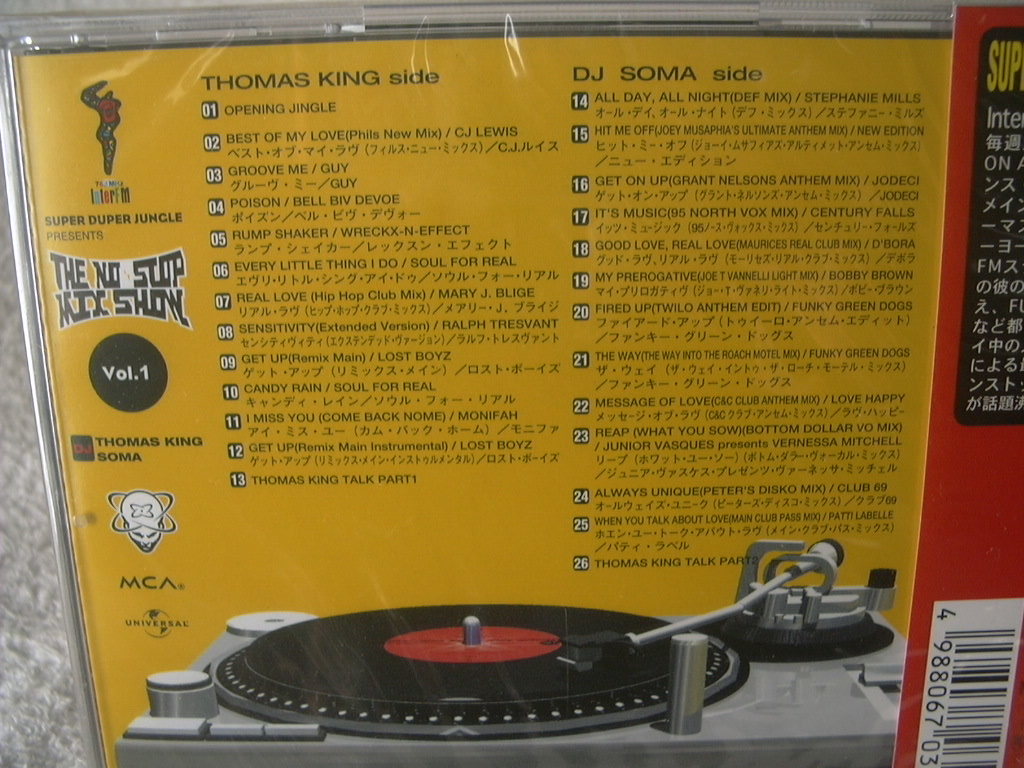 THOMAS KING side
01 OPENING JINGLE
02 BEST OF MY LOVE(Phils New Mix) / CJ LEWIS
ベスト・オブ・マイ・ラヴ (フィルス・ニュー・ミックス)／C.J.ルイス
03 GROOVE ME / GUY
グルーヴ・ミー／GUY
04 POISON / BELL BIV DEVOE
ポイズン／ベル・ビヴ・デヴォー
05 RUMP SHAKER / WRECKX-N-EFFECT
ランプ・シェイカー／レックスン・エフェクト
06 EVERY LITTLE THING I DO / SOUL FOR REAL
エヴリ・リトル・シング・アイ・ドゥ／ソウル・フォー・リアル
07 REAL LOVE (Hip Hop Club Mix) / MARY J. BLIGE
リアル・ラヴ (ヒップ・ホップ・クラブ・ミックス)／メアリー・J. ブライジ
08 SENSITIVITY(Extended Version) / RALPH TRESVANT
センシティヴィティ (エクステンデッド・ヴァージョン)／ラルフ・トレスヴァント
09 GET UP(Remix Main) / LOST BOYZ
ゲット・アップ (リミックス・メイン)／ロスト・ボーイズ
10 CANDY RAIN / SOUL FOR REAL
キャンディ・レイン／ソウル・フォー・リアル
11 I MISS YOU (COME BACK NOME) / MONIFAH
アイ・ミス・ユー (カム・バック・ホーム)／モニファ
12 GET UP(Remix Main Instrumental) / LOST BOYZ
ゲット・アップ (リミックス・メイン・インストゥルメンタル)／ロスト・ボーイズ
13 THOMAS KING TALK PART1
DJ SOMA side
14 ALL DAY, ALL NIGHT(DEF MIX) / STEPHANIE MILLS
オール・デイ、オール・ナイト (デフ・ミックス)／ステファニー・ミルズ
15 HIT ME OFF(JOEY MUSAPHIA'S ULTIMATE ANTHEM MIX) / NEW EDITION
ヒット・ミー・オフ (ジョーイ・ムサフィアズ・アルティメット・アンセム・ミックス)
／ニュー・エディション
16 GET ON UP(GRANT NELSONS ANTHEM MIX) / JODECI
ゲット・オン・アップ (グラント・ネルソンズ・アンセム・ミックス)／JODECI
17 IT'S MUSIC(95 NORTH VOX MIX) / CENTURY FALLS
イッツ・ミュージック (95ノース・ヴォックス・ミックス)／センチュリー・フォールズ
18 GOOD LOVE, REAL LOVE(MAURICES REAL CLUB MIX) / D'BORA
グッド・ラヴ、リアル・ラヴ (モーリセズ・リアル・クラブ・ミックス)／デボラ
19 MY PREROGATIVE(JOE T VANNELLI LIGHT MIX) / BOBBY BROWN
マイ・プリロガティヴ (ジョー・T・ヴァネリ・ライト・ミックス)／ボビー・ブラウン
20 FIRED UP(TWILO ANTHEM EDIT) / FUNKY GREEN DOGS
ファイアード・アップ (トゥイーロ・アンセム・エディット)
／ファンキー・グリーン・ドッグス
21 THE WAY(THE WAY INTO THE ROACH MOTEL MIX) / FUNKY GREEN DOGS
ザ・ウェイ (ザ・ウェイ・イントゥ・ザ・ローチ・モーテル・ミックス)
／ファンキー・グリーン・ドッグス
22 MESSAGE OF LOVE(C&C CLUB ANTHEM MIX) / LOVE HAPPY
メッセージ・オブ・ラヴ (C&C クラブ・アンセム・ミックス)／ラヴ・ハッピー
23 REAP (WHAT YOU SOW)(BOTTOM DOLLAR VO MIX)
/ JUNIOR VASQUES presents VERNESSA MITCHELL
リープ (ホワット・ユー・ソー) (ボトム・ダラー・ヴォーカル・ミックス)
／ジュニア・ヴァスケス・プレゼンツ・ヴァーネッサ・ミッチェル
24 ALWAYS UNIQUE(PETER'S DISKO MIX) / CLUB 69
オールウェイズ・ユニーク (ピーターズ・ディスコ・ミックス)／クラブ69
25 WHEN YOU TALK ABOUT LOVE(MAIN CLUB PASS MIX) / PATTI LABELLE
ホエン・ユー・トーク・アバウト・ラヴ (メイン・クラブ・パス・ミックス)
／パティ・ラベル
26 THOMAS KING TALK PART2
InterFM
SUPER DUPER JUNGLE
PRESENTS
THE NO STOP
MIX SHOW
Vol.1
DJ THOMAS KING
SOMA
MCA®
UNIVERSAL
SUPE
Inter
毎週
ON A
ンス
メイン
ーマス
ーヨー
FMス
の彼の
え、FU
など都
イ中の
による
ンスト
が話題
4 988067 03